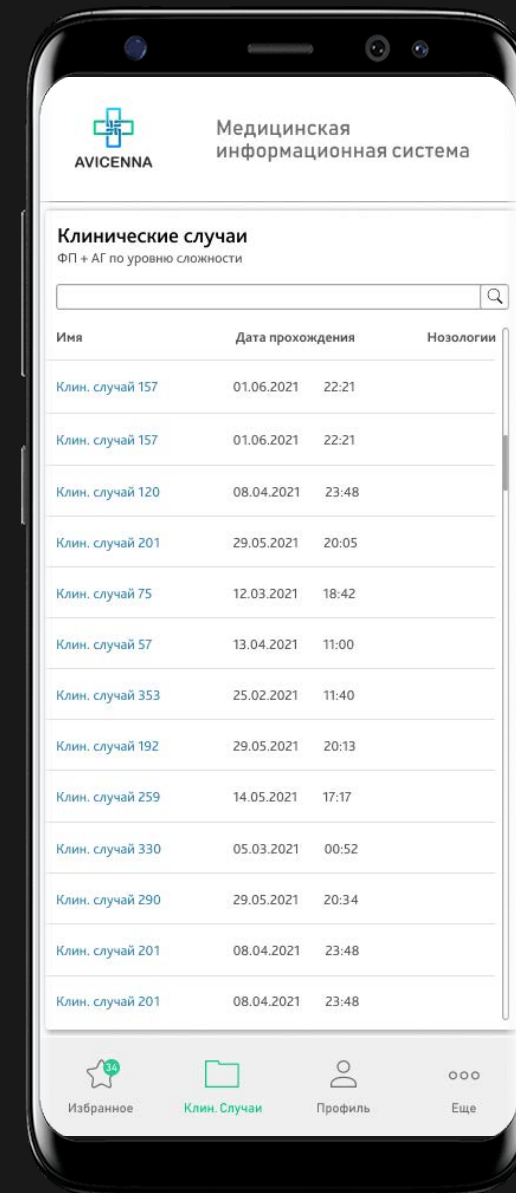 AVICENNA
Медицинская
информационная система
Клинические случаи
ФП + АГ по уровню сложности
Имя Дата прохождения Нозологии
Клин. случай 157 01.06.2021 22:21
Клин. случай 157 01.06.2021 22:21
Клин. случай 120 08.04.2021 23:48
Клин. случай 201 29.05.2021 20:05
Клин. случай 75 12.03.2021 18:42
Клин. случай 57 13.04.2021 11:00
Клин. случай 353 25.02.2021 11:40
Клин. случай 192 29.05.2021 20:13
Клин. случай 259 14.05.2021 17:17
Клин. случай 330 05.03.2021 00:52
Клин. случай 290 29.05.2021 20:34
Клин. случай 201 08.04.2021 23:48
Клин. случай 201 08.04.2021 23:48
34
Избранное Клин. Случаи Профиль Еще